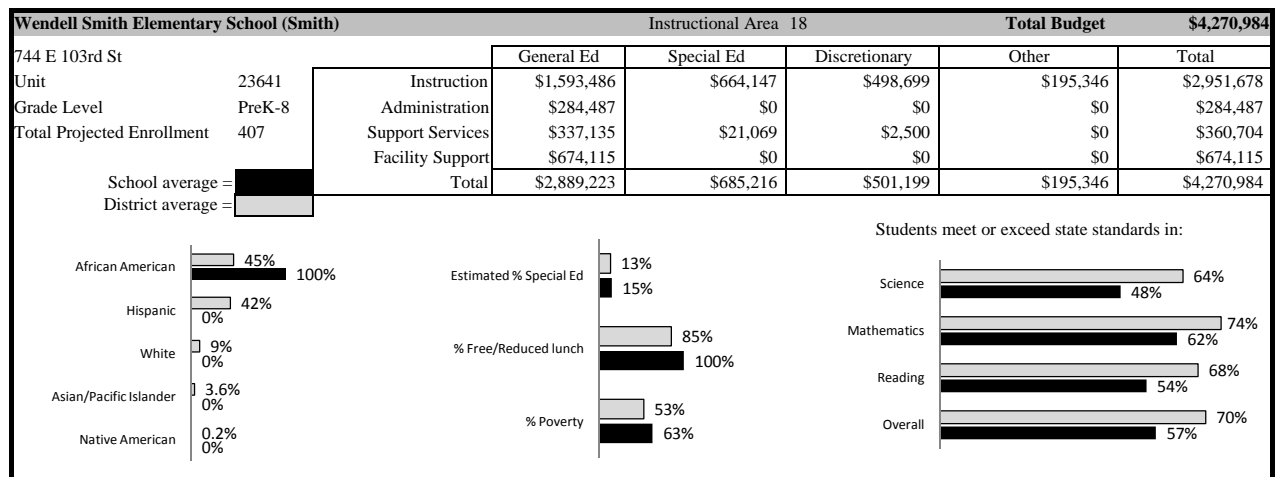 Wendell Smith Elementary School (Smith) Instructional Area 18 Total Budget $4,270,984
744 E 103rd St General Ed Special Ed Discretionary Other Total
Unit 23641 Instruction $1,593,486 $664,147 $498,699 $195,346 $2,951,678
Grade Level PreK-8 Administration $284,487 $0 $0 $0 $284,487
Total Projected Enrollment 407 Support Services $337,135 $21,069 $2,500 $0 $360,704
Facility Support $674,115 $0 $0 $0 $674,115
School average = Total $2,889,223 $685,216 $501,199 $195,346 $4,270,984
District average =
African American 45% 100%
Hispanic 42% 0%
White 9% 0%
Asian/Pacific Islander 3.6% 0%
Native American 0.2% 0%
Estimated % Special Ed 13% 15%
% Free/Reduced lunch 85% 100%
% Poverty 53% 63%
Students meet or exceed state standards in:
Science 64% 48%
Mathematics 74% 62%
Reading 68% 54%
Overall 70% 57%